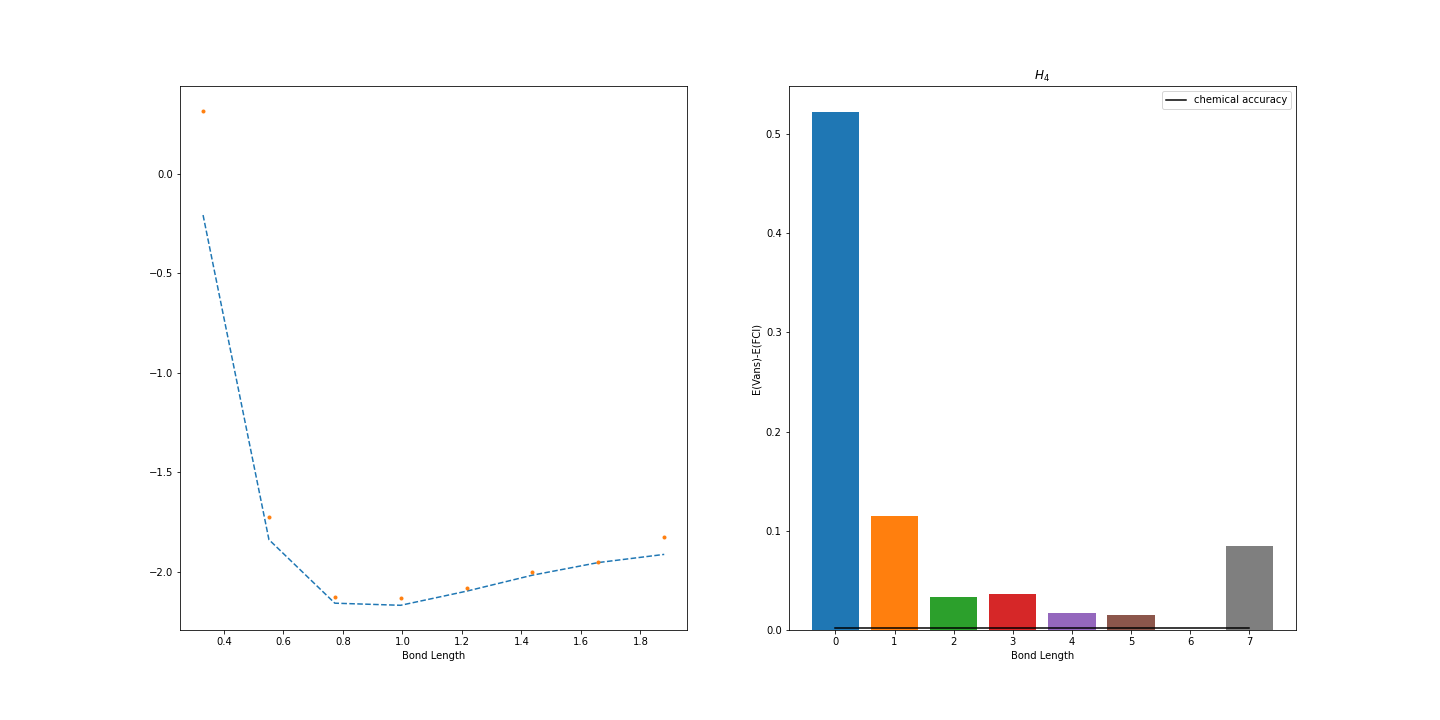 0.0
−0.5
−1.0
−1.5
−2.0
0.4 0.6 0.8 1.0 1.2 1.4 1.6 1.8
Bond Length
H₄
chemical accuracy
E(Vans)-E(FCI)
0.5
0.4
0.3
0.2
0.1
0.0
0 1 2 3 4 5 6 7
Bond Length